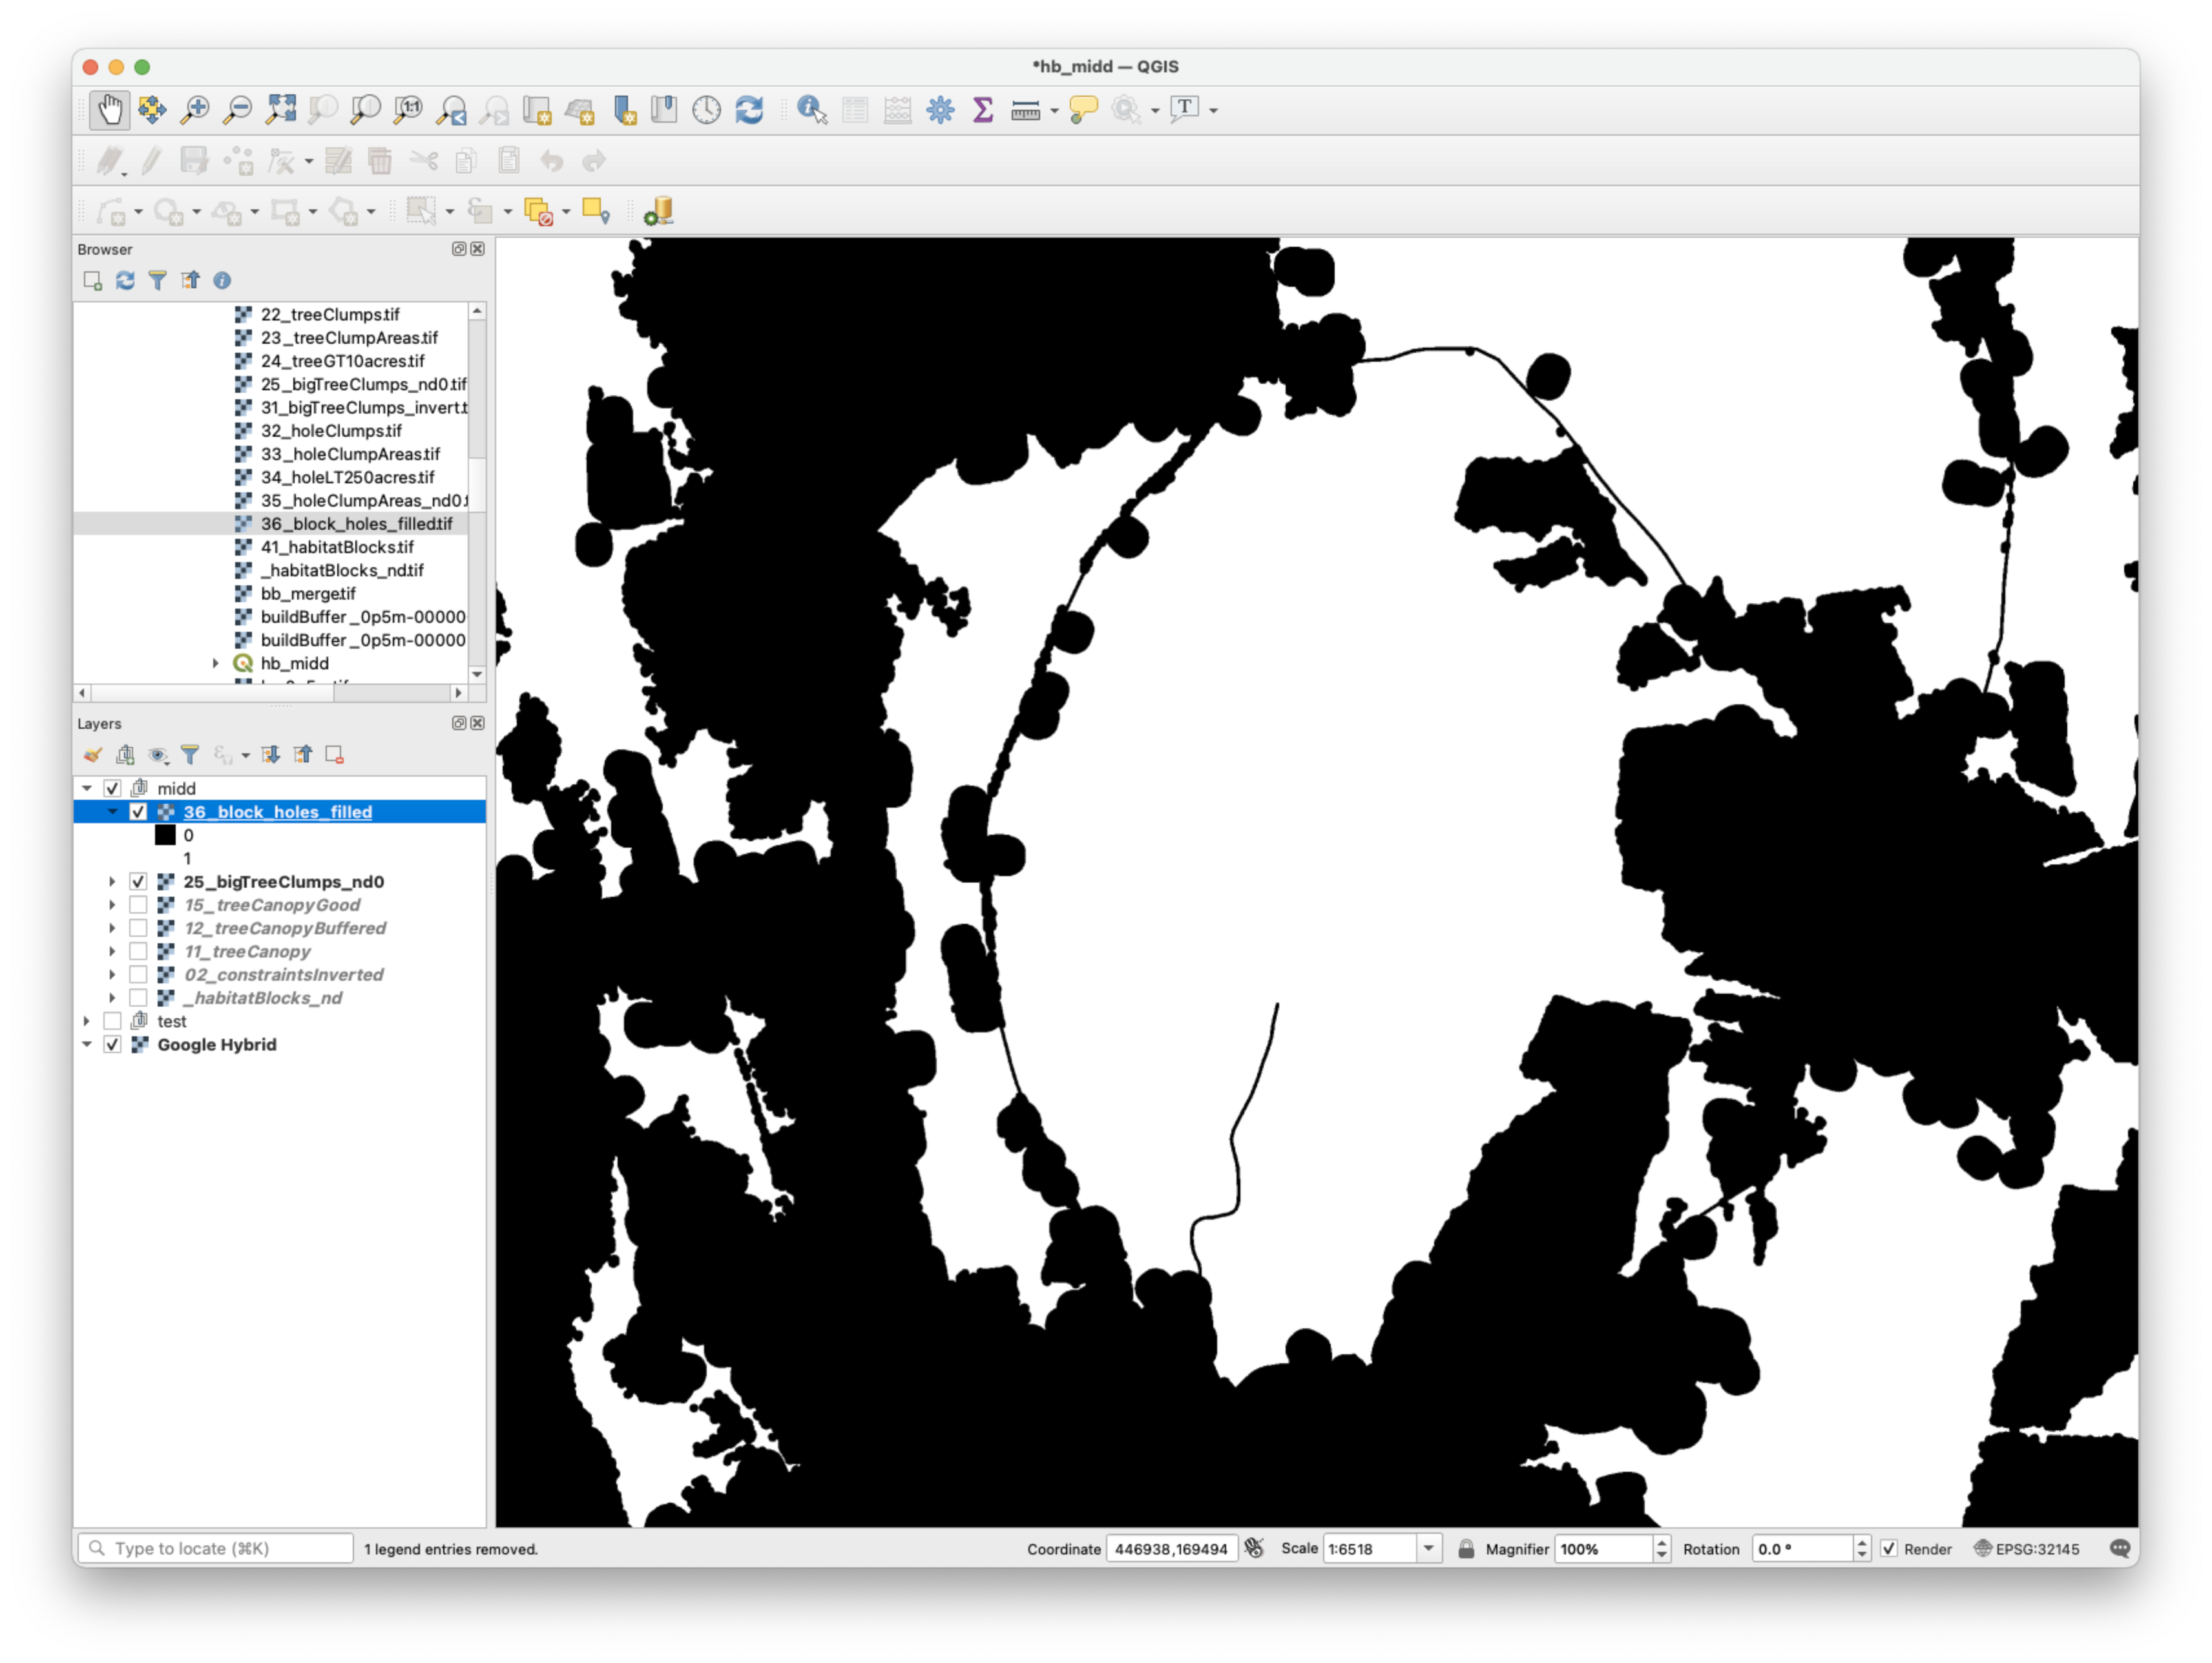 *hb_midd — QGIS
1:1
T
Browser
22_treeClumps.tif
23_treeClumpAreas.tif
24_treeGT10acres.tif
25_bigTreeClumps_nd0.tif
31_bigTreeClumps_invert.t
32_holeClumps.tif
33_holeClumpAreas.tif
34_holeLT250acres.tif
35_holeClumpAreas_nd0.t
36_block_holes_filled.tif
41_habitatBlocks.tif
_habitatBlocks_nd.tif
bb_merge.tif
buildBuffer_0p5m-00000
buildBuffer_0p5m-00000
hb_midd
Layers
midd
36_block_holes_filled
0
1
25_bigTreeClumps_nd0
15_treeCanopyGood
12_treeCanopyBuffered
11_treeCanopy
02_constraintsInverted
_habitatBlocks_nd
test
Google Hybrid
Type to locate (⌘K)
1 legend entries removed.
Coordinate 446938,169494
Scale 1:6518
Magnifier 100%
Rotation 0.0 °
Render
EPSG:32145